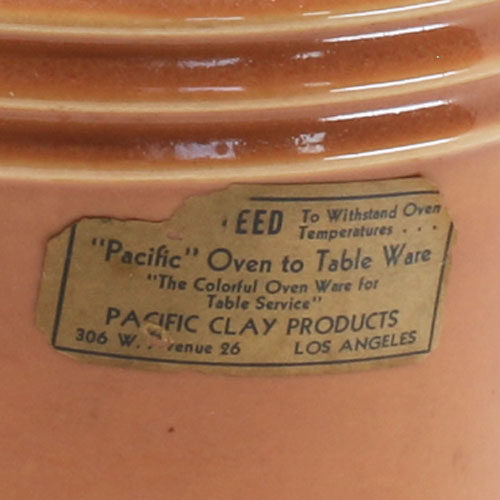 EED To Withstand Oven
Temperatures . . .
"Pacific" Oven to Table Ware
"The Colorful Oven Ware for
Table Service"
PACIFIC CLAY PRODUCTS
306 W. Avenue 26 LOS ANGELES